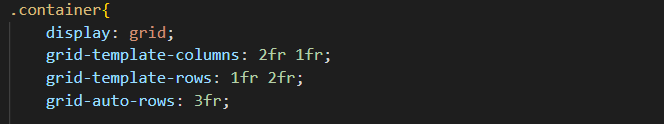 .container{
display: grid;
grid-template-columns: 2fr 1fr;
grid-template-rows: 1fr 2fr;
grid-auto-rows: 3fr;